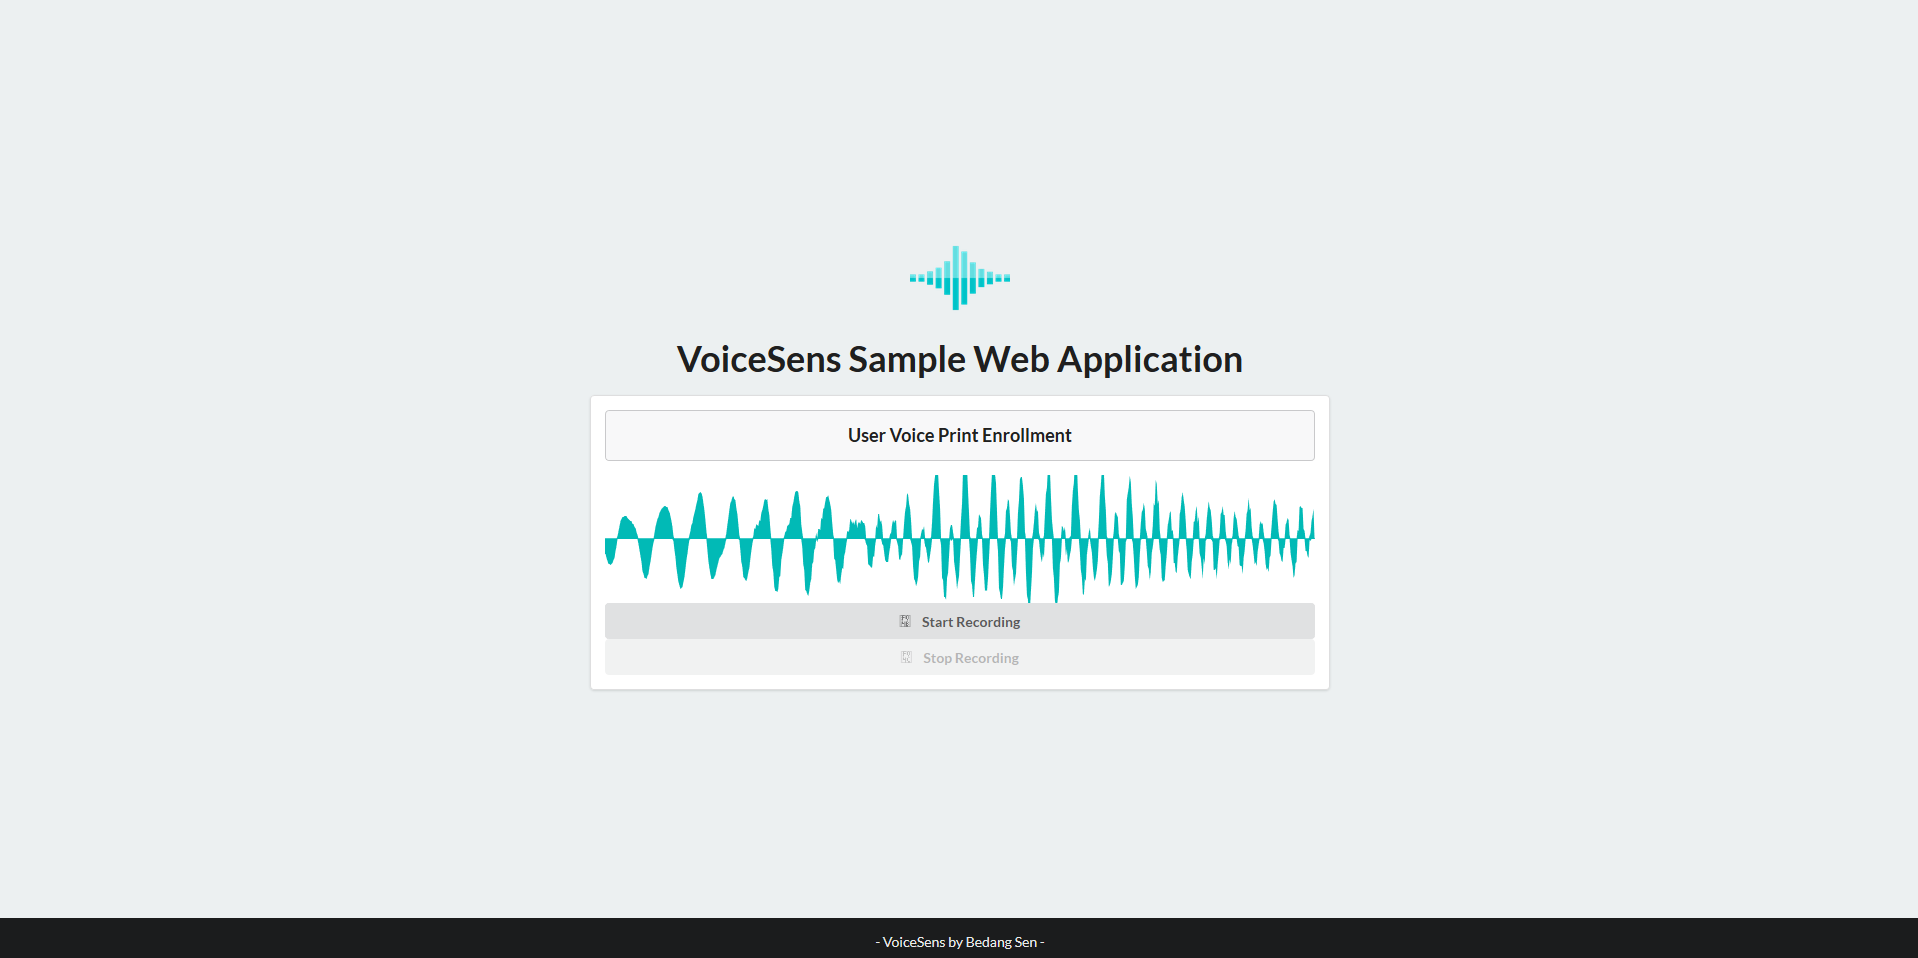 VoiceSens Sample Web Application
User Voice Print Enrollment
Start Recording
Stop Recording
- VoiceSens by Bedang Sen -